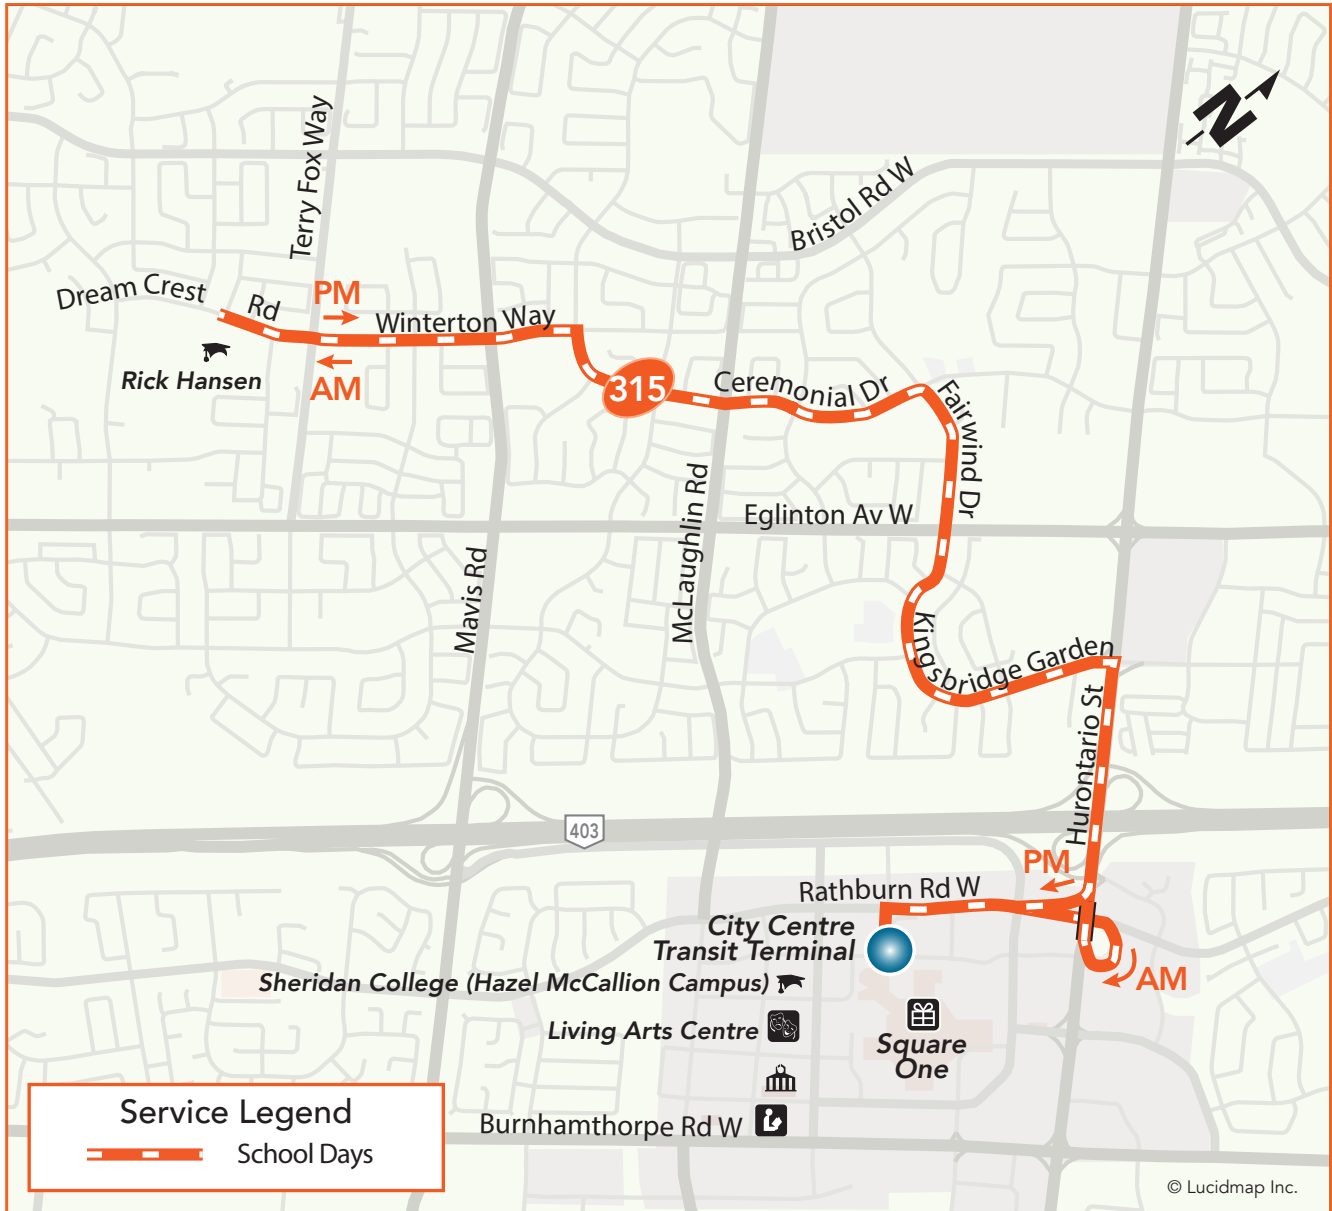 N
Bristol Rd W
Terry Fox Way
Dream Crest
Rd
PM
Winterton Way
AM
Rick Hansen
315
Ceremonial Dr
Fairwind Dr
McLaughlin Rd
Eglinton Av W
Mavis Rd
Kingsbridge Garden
Hurontario St
403
PM
Rathburn Rd W
City Centre
Transit Terminal
AM
Sheridan College (Hazel McCallion Campus)
Living Arts Centre
Square
One
Burnhamthorpe Rd W
Service Legend
School Days
© Lucidmap Inc.